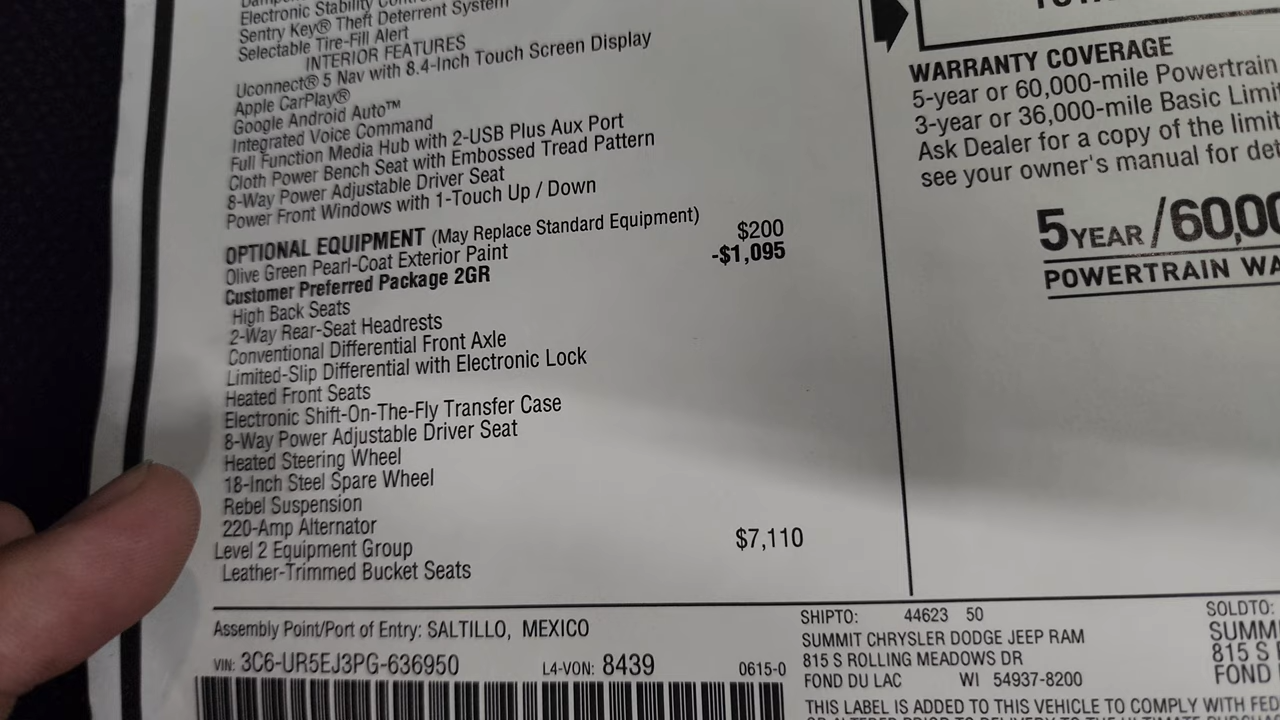 Electronic Stability
Sentry Key® Theft Deterrent System
Selectable Tire-Fill Alert
INTERIOR FEATURES
Uconnect® 5 Nav with 8.4-Inch Touch Screen Display
Apple CarPlay®
Google Android Auto™
Integrated Voice Command
Full Function Media Hub with 2-USB Plus Aux Port
Cloth Power Bench Seat with Embossed Tread Pattern
8-Way Power Adjustable Driver Seat
Power Front Windows with 1-Touch Up / Down
OPTIONAL EQUIPMENT (May Replace Standard Equipment)
Olive Green Pearl-Coat Exterior Paint $200
Customer Preferred Package 2GR -$1,095
High Back Seats
2-Way Rear-Seat Headrests
Conventional Differential Front Axle
Limited-Slip Differential with Electronic Lock
Heated Front Seats
Electronic Shift-On-The-Fly Transfer Case
8-Way Power Adjustable Driver Seat
Heated Steering Wheel
18-Inch Steel Spare Wheel
Rebel Suspension
220-Amp Alternator
Level 2 Equipment Group $7,110
Leather-Trimmed Bucket Seats
Assembly Point/Port of Entry: SALTILLO, MEXICO
VIN: 3C6-UR5EJ3PG-636950 L4-VON: 8439 0615-0
WARRANTY COVERAGE
5-year or 60,000-mile Powertrain
3-year or 36,000-mile Basic Limi
Ask Dealer for a copy of the limit
see your owner's manual for det
5 YEAR / 60,00
POWERTRAIN WA
SHIPTO: 44623 50
SUMMIT CHRYSLER DODGE JEEP RAM
815 S ROLLING MEADOWS DR
FOND DU LAC WI 54937-8200
SOLDTO:
SUMM
815 S
FOND
THIS LABEL IS ADDED TO THIS VEHICLE TO COMPLY WITH FED